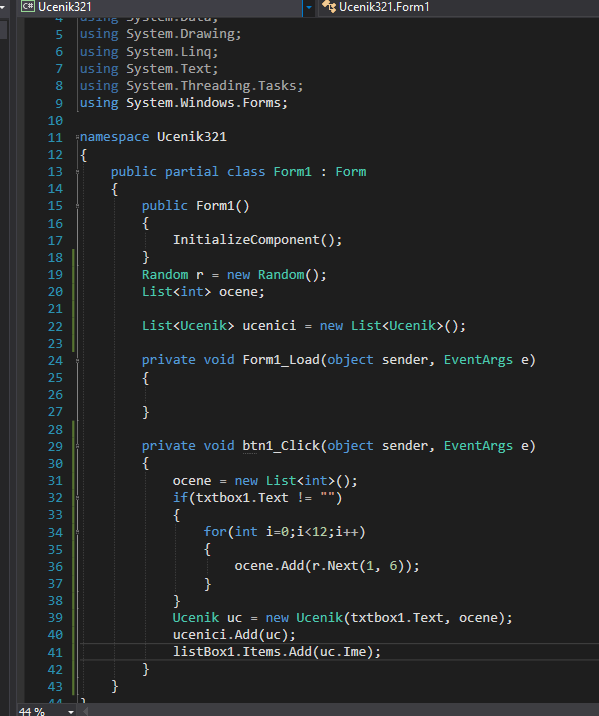 C# Ucenik321 Ucenik321.Form1
4 using System.Data;
5 using System.Drawing;
6 using System.Linq;
7 using System.Text;
8 using System.Threading.Tasks;
9 using System.Windows.Forms;
10
11 namespace Ucenik321
12 {
13 public partial class Form1 : Form
14 {
15 public Form1()
16 {
17 InitializeComponent();
18 }
19 Random r = new Random();
20 List<int> ocene;
21
22 List<Ucenik> ucenici = new List<Ucenik>();
23
24 private void Form1_Load(object sender, EventArgs e)
25 {
26
27 }
28
29 private void btn1_Click(object sender, EventArgs e)
30 {
31 ocene = new List<int>();
32 if(txtbox1.Text != "")
33 {
34 for(int i=0;i<12;i++)
35 {
36 ocene.Add(r.Next(1, 6));
37 }
38 }
39 Ucenik uc = new Ucenik(txtbox1.Text, ocene);
40 ucenici.Add(uc);
41 listBox1.Items.Add(uc.Ime);
42 }
43 }
44 }
44 %